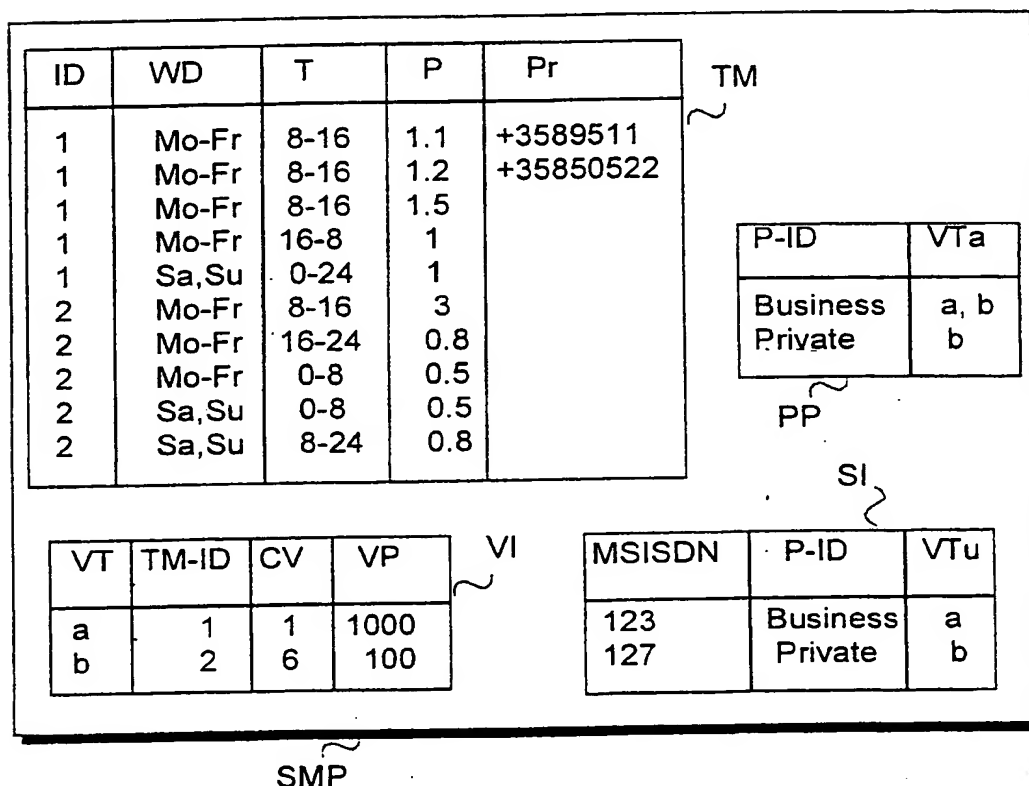 ID WD T P Pr
TM
1 Mo-Fr 8-16 1.1 +3589511
1 Mo-Fr 8-16 1.2 +35850522
1 Mo-Fr 8-16 1.5
1 Mo-Fr 16-8 1
1 Sa,Su 0-24 1
2 Mo-Fr 8-16 3
2 Mo-Fr 16-24 0.8
2 Mo-Fr 0-8 0.5
2 Sa,Su 0-8 0.5
2 Sa,Su 8-24 0.8
P-ID VTa
Business a, b
Private b
PP
SI
VT TM-ID CV VP
VI
a 1 1 1000
b 2 6 100
MSISDN P-ID VTu
123 Business a
127 Private b
SMP